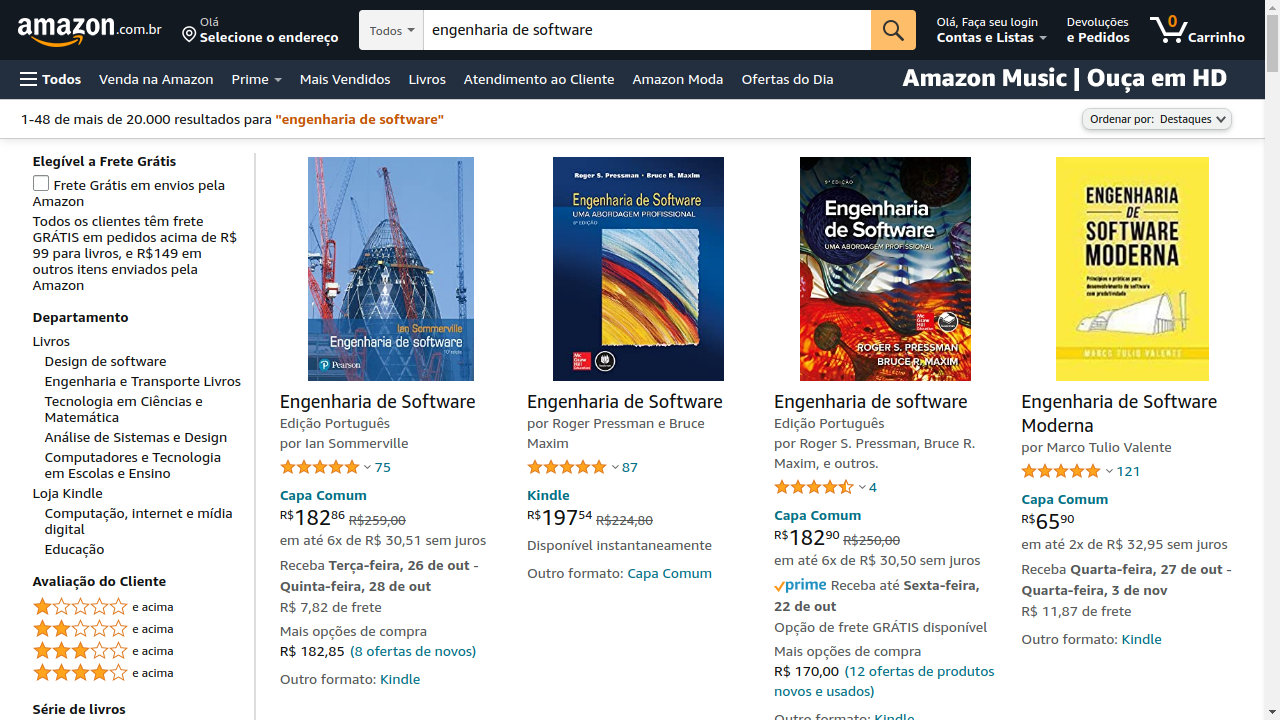 amazon.com.br
Olá
Selecione o endereço
Todos
engenharia de software
Olá, Faça seu login
Contas e Listas
Devoluções
e Pedidos
0
Carrinho
Todos
Venda na Amazon
Prime
Mais Vendidos
Livros
Atendimento ao Cliente
Amazon Moda
Ofertas do Dia
Amazon Music | Ouça em HD
1-48 de mais de 20.000 resultados para "engenharia de software"
Ordenar por: Destaques
Elegível a Frete Grátis
Frete Grátis em envios pela
Amazon
Todos os clientes têm frete
GRÁTIS em pedidos acima de R$
99 para livros, e R$149 em
outros itens enviados pela
Amazon
Departamento
Livros
Design de software
Engenharia e Transporte Livros
Tecnologia em Ciências e
Matemática
Análise de Sistemas e Design
Computadores e Tecnologia
em Escolas e Ensino
Loja Kindle
Computação, internet e mídia
digital
Educação
Avaliação do Cliente
e acima
e acima
e acima
e acima
Série de livros
Ian Sommerville
Engenharia de software
10ª edição
Pearson
Engenharia de Software
Edição Português
por Ian Sommerville
75
Capa Comum
R$182 86 R$259,00
em até 6x de R$ 30,51 sem juros
Receba Terça-feira, 26 de out -
Quinta-feira, 28 de out
R$ 7,82 de frete
Mais opções de compra
R$ 182,85 (8 ofertas de novos)
Outro formato: Kindle
Roger S. Pressman • Bruce R. Maxim
Engenharia de Software
UMA ABORDAGEM PROFISSIONAL
8ª EDIÇÃO
Engenharia de Software
por Roger Pressman e Bruce
Maxim
87
Kindle
R$197 54 R$224,80
Disponível instantaneamente
Outro formato: Capa Comum
9ª EDIÇÃO
Engenharia
de Software
UMA ABORDAGEM PROFISSIONAL
Mc
Graw
Hill
Education
ROGER S. PRESSMAN
BRUCE R. MAXIM
Engenharia de software
Edição Português
por Roger S. Pressman, Bruce R.
Maxim, e outros.
4
Capa Comum
R$182 90 R$250,00
em até 6x de R$ 30,50 sem juros
prime Receba até Sexta-feira,
22 de out
Opção de frete GRÁTIS disponível
Mais opções de compra
R$ 170,00 (12 ofertas de produtos
novos e usados)
Outro formato: Kindle
ENGENHARIA
DE
SOFTWARE
MODERNA
Princípios e práticas para
desenvolvimento de software
com produtividade
MARCO TULIO VALENTE
Engenharia de Software
Moderna
por Marco Tulio Valente
121
Capa Comum
R$65 90
em até 2x de R$ 32,95 sem juros
Receba Quarta-feira, 27 de out -
Quarta-feira, 3 de nov
R$ 11,87 de frete
Outro formato: Kindle